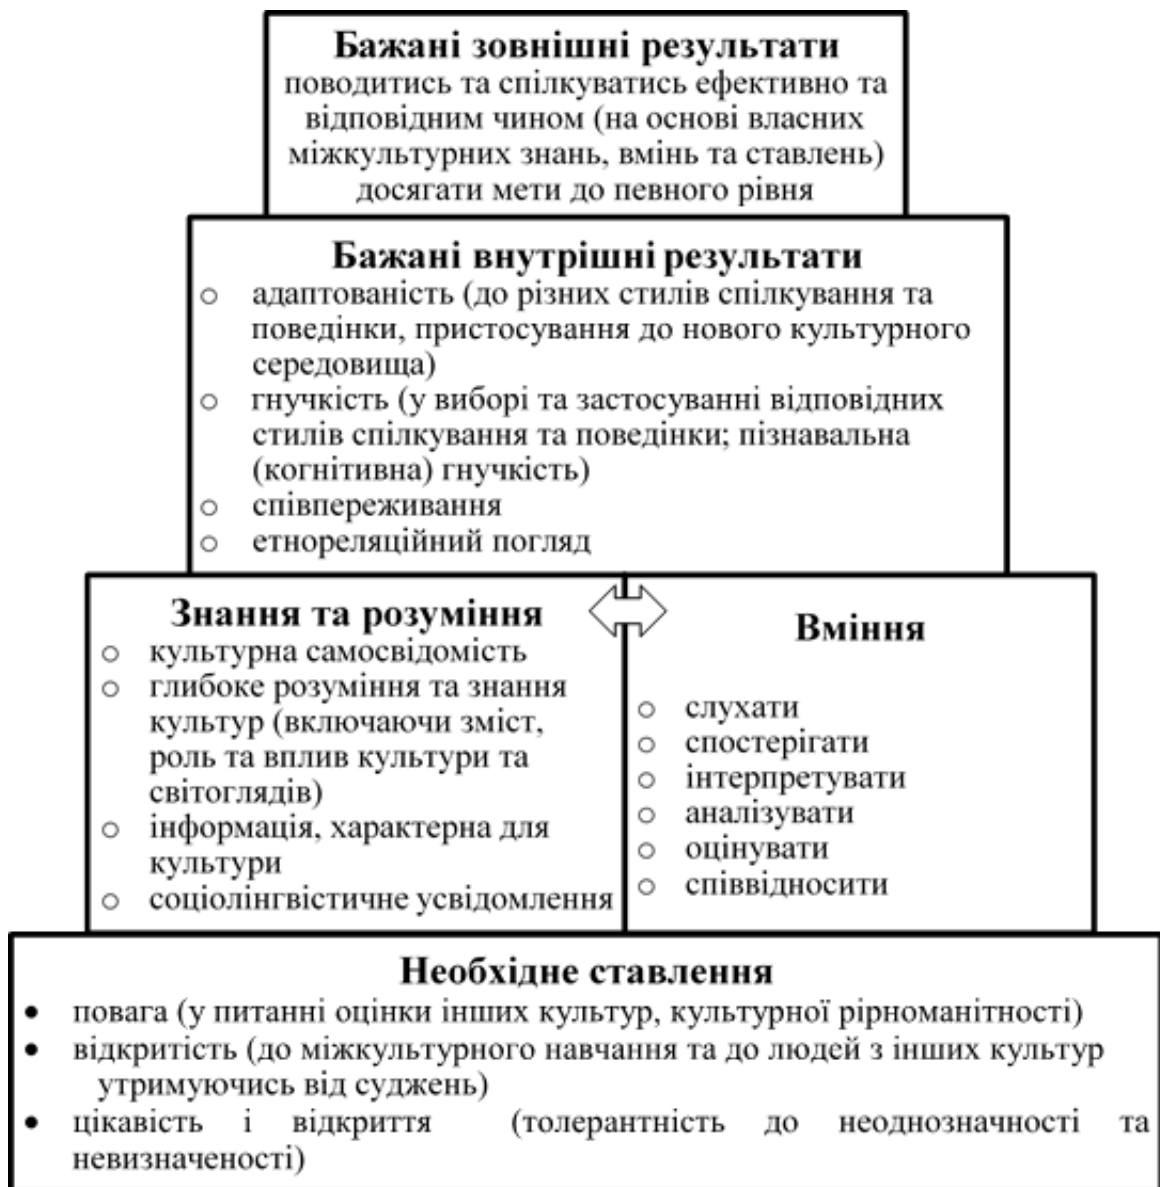 Бажані зовнішні результати
поводитись та спілкуватись ефективно та
відповідним чином (на основі власних
міжкультурних знань, вмінь та ставлень)
досягати мети до певного рівня
Бажані внутрішні результати
○ адаптованість (до різних стилів спілкування та
поведінки, пристосування до нового культурного
середовища)
○ гнучкість (у виборі та застосуванні відповідних
стилів спілкування та поведінки; пізнавальна
(когнітивна) гнучкість)
○ співпереживання
○ етнореляційний погляд
Знання та розуміння
○ культурна самосвідомість
○ глибоке розуміння та знання
культур (включаючи зміст,
роль та вплив культури та
світоглядів)
○ інформація, характерна для
культури
○ соціолінгвістичне усвідомлення
Вміння
○ слухати
○ спостерігати
○ інтерпретувати
○ аналізувати
○ оцінувати
○ співвідносити
Необхідне ставлення
• повага (у питанні оцінки інших культур, культурної рірноманітності)
• відкритість (до міжкультурного навчання та до людей з інших культур
утримуючись від суджень)
• цікавість і відкриття (толерантність до неоднозначності та
невизначеності)